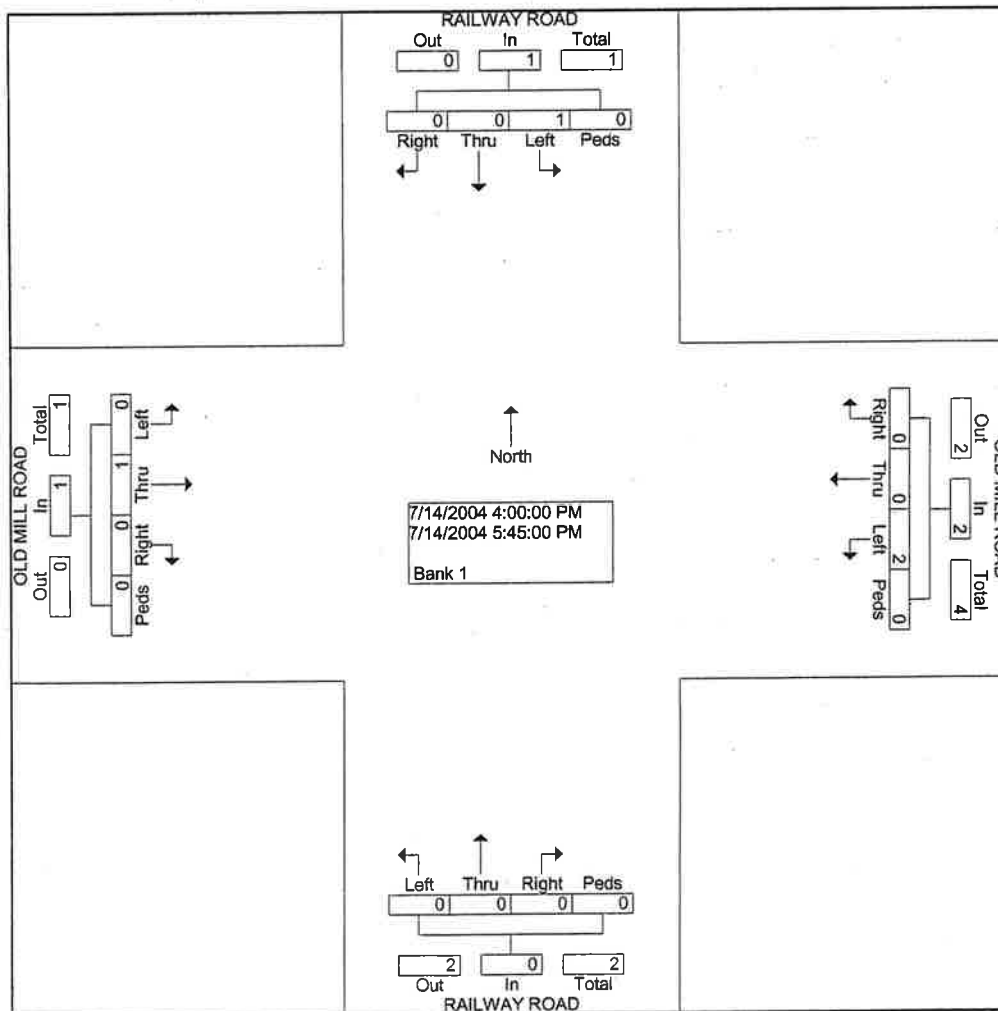 RAILWAY ROAD
Out In Total
0 1 1
0 0 1 0
Right Thru Left Peds
OLD MILL ROAD
Out In Total
0 1 1
Left Thru Right Peds
0 1 0 0
North
7/14/2004 4:00:00 PM
7/14/2004 5:45:00 PM
Bank 1
Right Thru Left Peds
0 0 2 0
Out In Total
2 2 4
OLD MILL ROAD
Left Thru Right Peds
0 0 0 0
2 0 2
Out In Total
RAILWAY ROAD